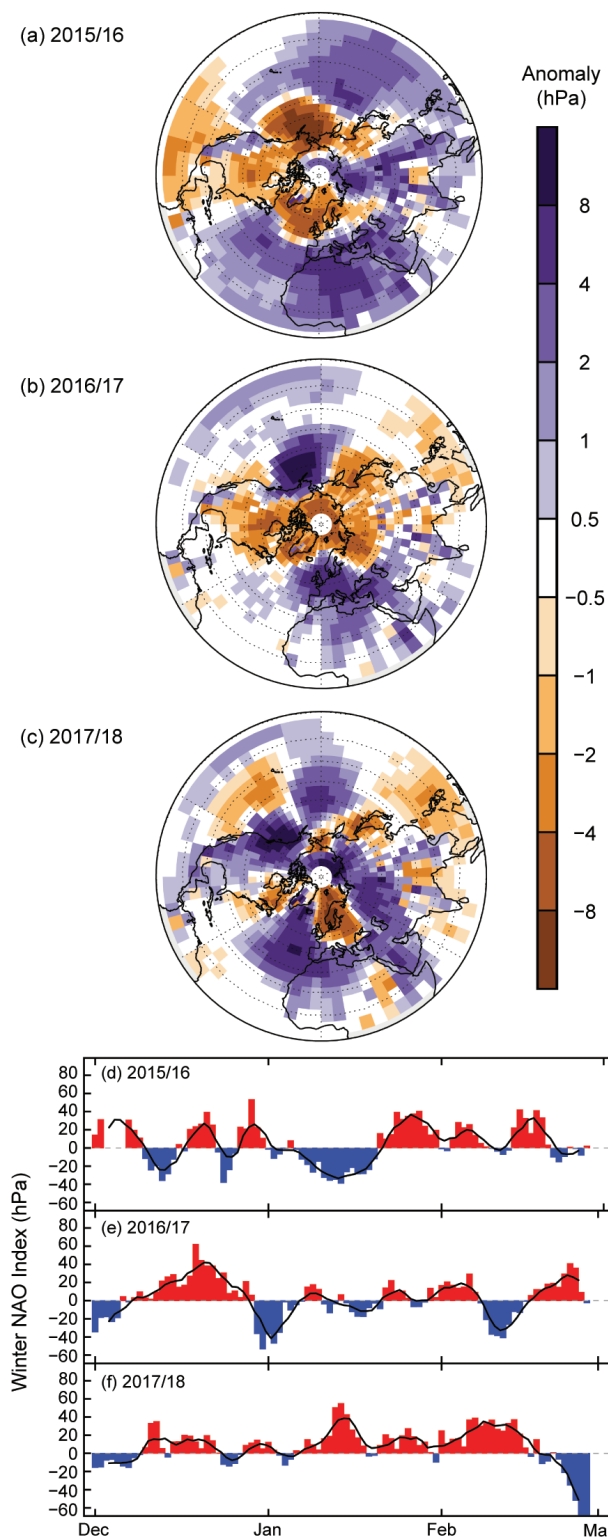 (a) 2015/16
Anomaly
(hPa)
8
4
2
(b) 2016/17
1
0.5
−0.5
−1
(c) 2017/18
−2
−4
−8
80
60
40
20
0
−20
−40
−60
(d) 2015/16
80
60
40
20
0
−20
−40
−60
(e) 2016/17
Winter NAO Index (hPa)
80
60
40
20
0
−20
−40
−60
(f) 2017/18
Dec
Jan
Feb
Ma